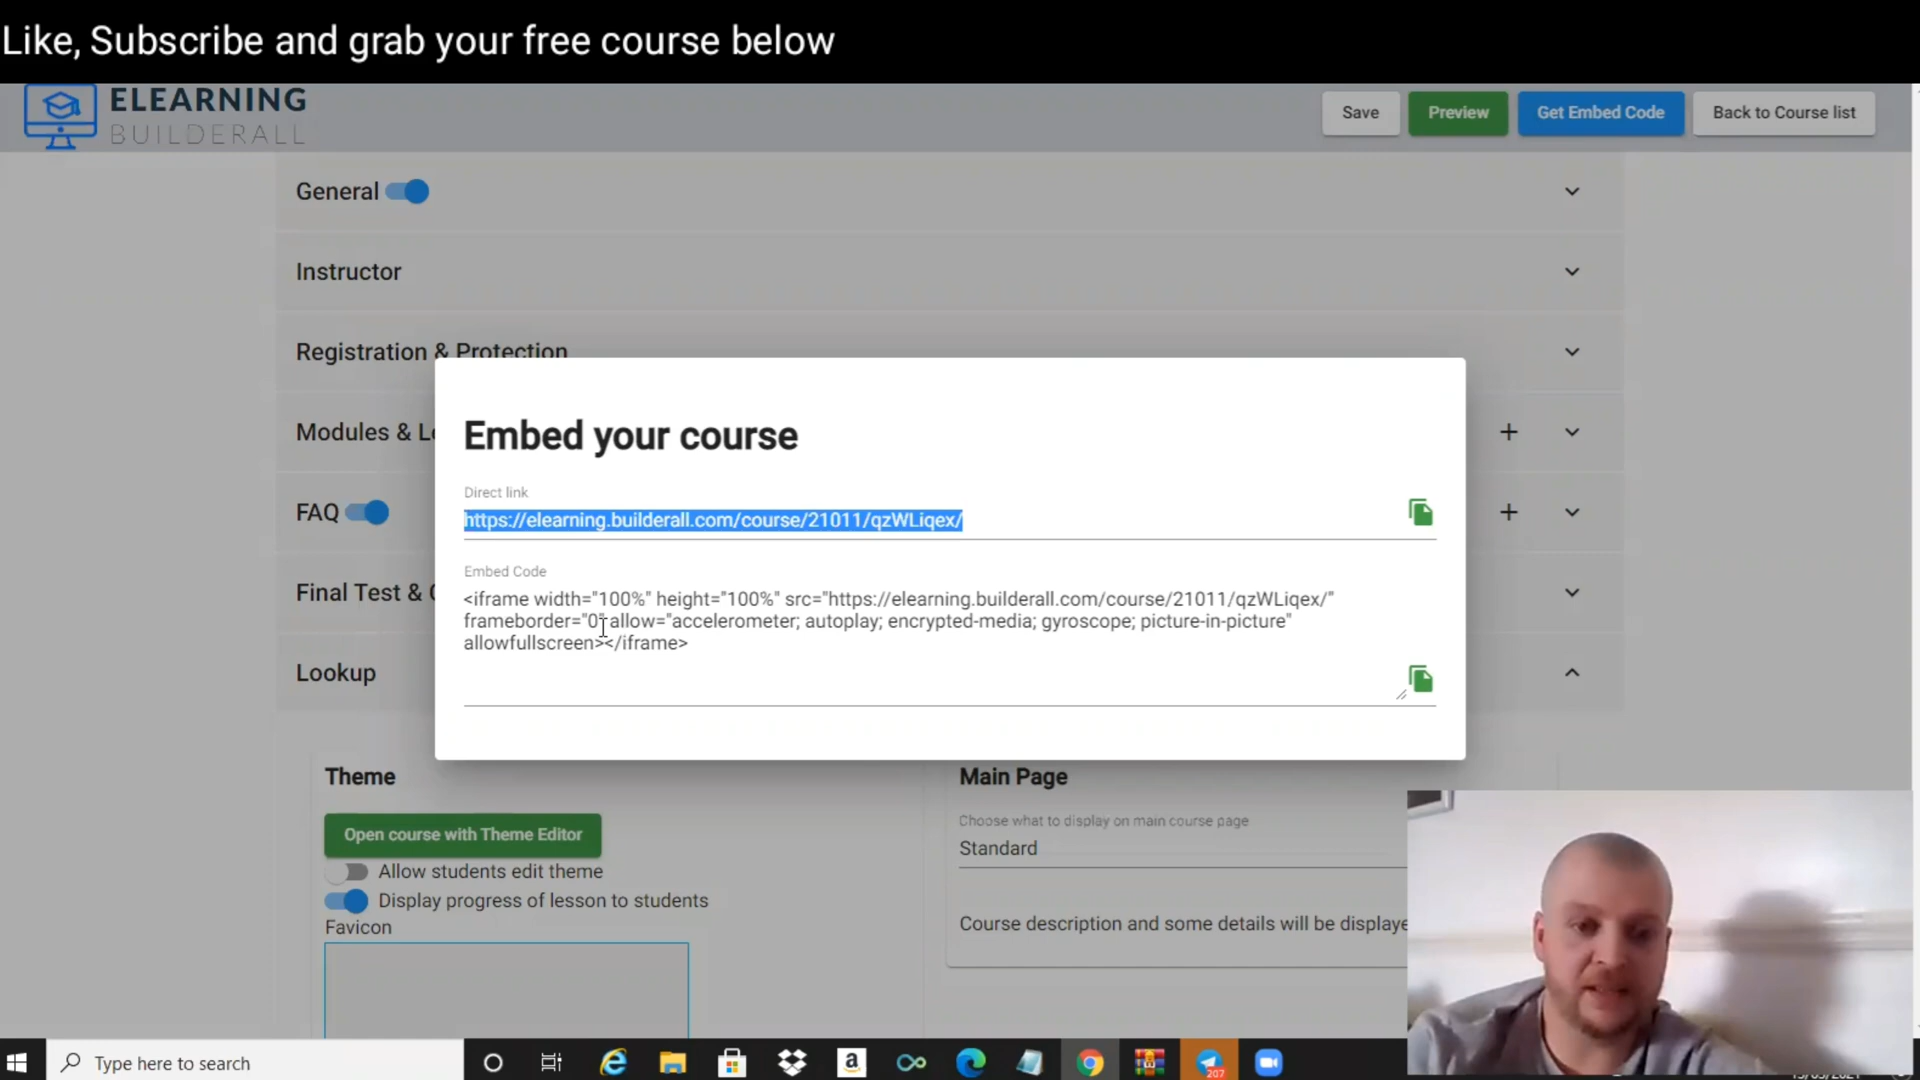 Like, Subscribe and grab your free course below
ELEARNING
BUILDERALL
Save
Preview
Get Embed Code
Back to Course list
General
Instructor
Registration & Protection
Modules & L
FAQ
Final Test &
Lookup
Embed your course
Direct link
https://elearning.builderall.com/course/21011/qzWLiqex/
Embed Code
<iframe width="100%" height="100%" src="https://elearning.builderall.com/course/21011/qzWLiqex/"
frameborder="0" allow="accelerometer; autoplay; encrypted-media; gyroscope; picture-in-picture"
allowfullscreen></iframe>
Theme
Open course with Theme Editor
Allow students edit theme
Display progress of lesson to students
Favicon
Main Page
Choose what to display on main course page
Standard
Course description and some details will be displaye
Type here to search
207